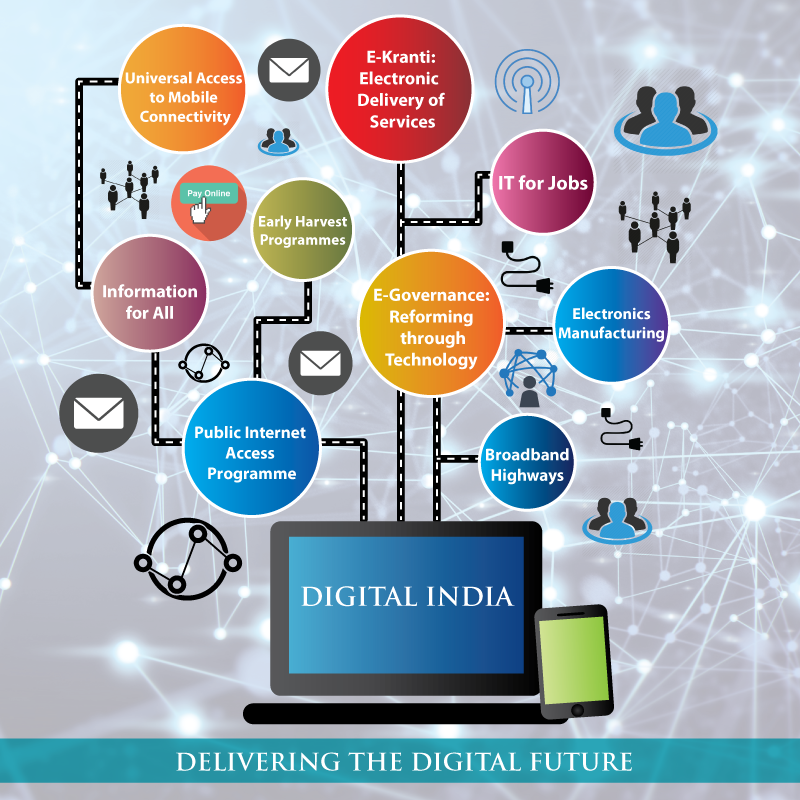 Universal Access
to Mobile
Connectivity
E-Kranti:
Electronic
Delivery of
Services
IT for Jobs
Pay Online
Early Harvest
Programmes
Information
for All
E-Governance:
Reforming
through
Technology
Electronics
Manufacturing
Public Internet
Access
Programme
Broadband
Highways
DIGITAL INDIA
DELIVERING THE DIGITAL FUTURE